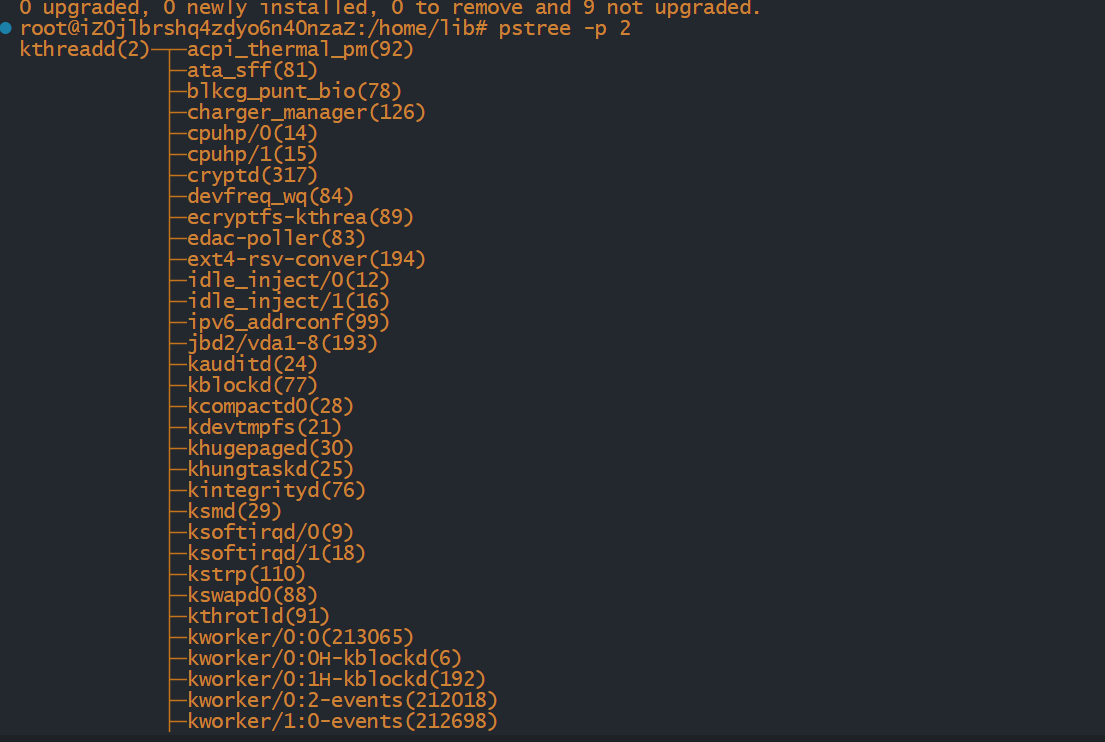 0 upgraded, 0 newly installed, 0 to remove and 9 not upgraded.
root@iZ0jlbrshq4zdyo6n40nzaZ:/home/lib# pstree -p 2
kthreadd(2)─┬─acpi_thermal_pm(92)
├─ata_sff(81)
├─blkcg_punt_bio(78)
├─charger_manager(126)
├─cpuhp/0(14)
├─cpuhp/1(15)
├─cryptd(317)
├─devfreq_wq(84)
├─ecryptfs-kthrea(89)
├─edac-poller(83)
├─ext4-rsv-conver(194)
├─idle_inject/0(12)
├─idle_inject/1(16)
├─ipv6_addrconf(99)
├─jbd2/vda1-8(193)
├─kauditd(24)
├─kblockd(77)
├─kcompactd0(28)
├─kdevtmpfs(21)
├─khugepaged(30)
├─khungtaskd(25)
├─kintegrityd(76)
├─ksmd(29)
├─ksoftirqd/0(9)
├─ksoftirqd/1(18)
├─kstrp(110)
├─kswapd0(88)
├─kthrotld(91)
├─kworker/0:0(213065)
├─kworker/0:0H-kblockd(6)
├─kworker/0:1H-kblockd(192)
├─kworker/0:2-events(212018)
├─kworker/1:0-events(212698)